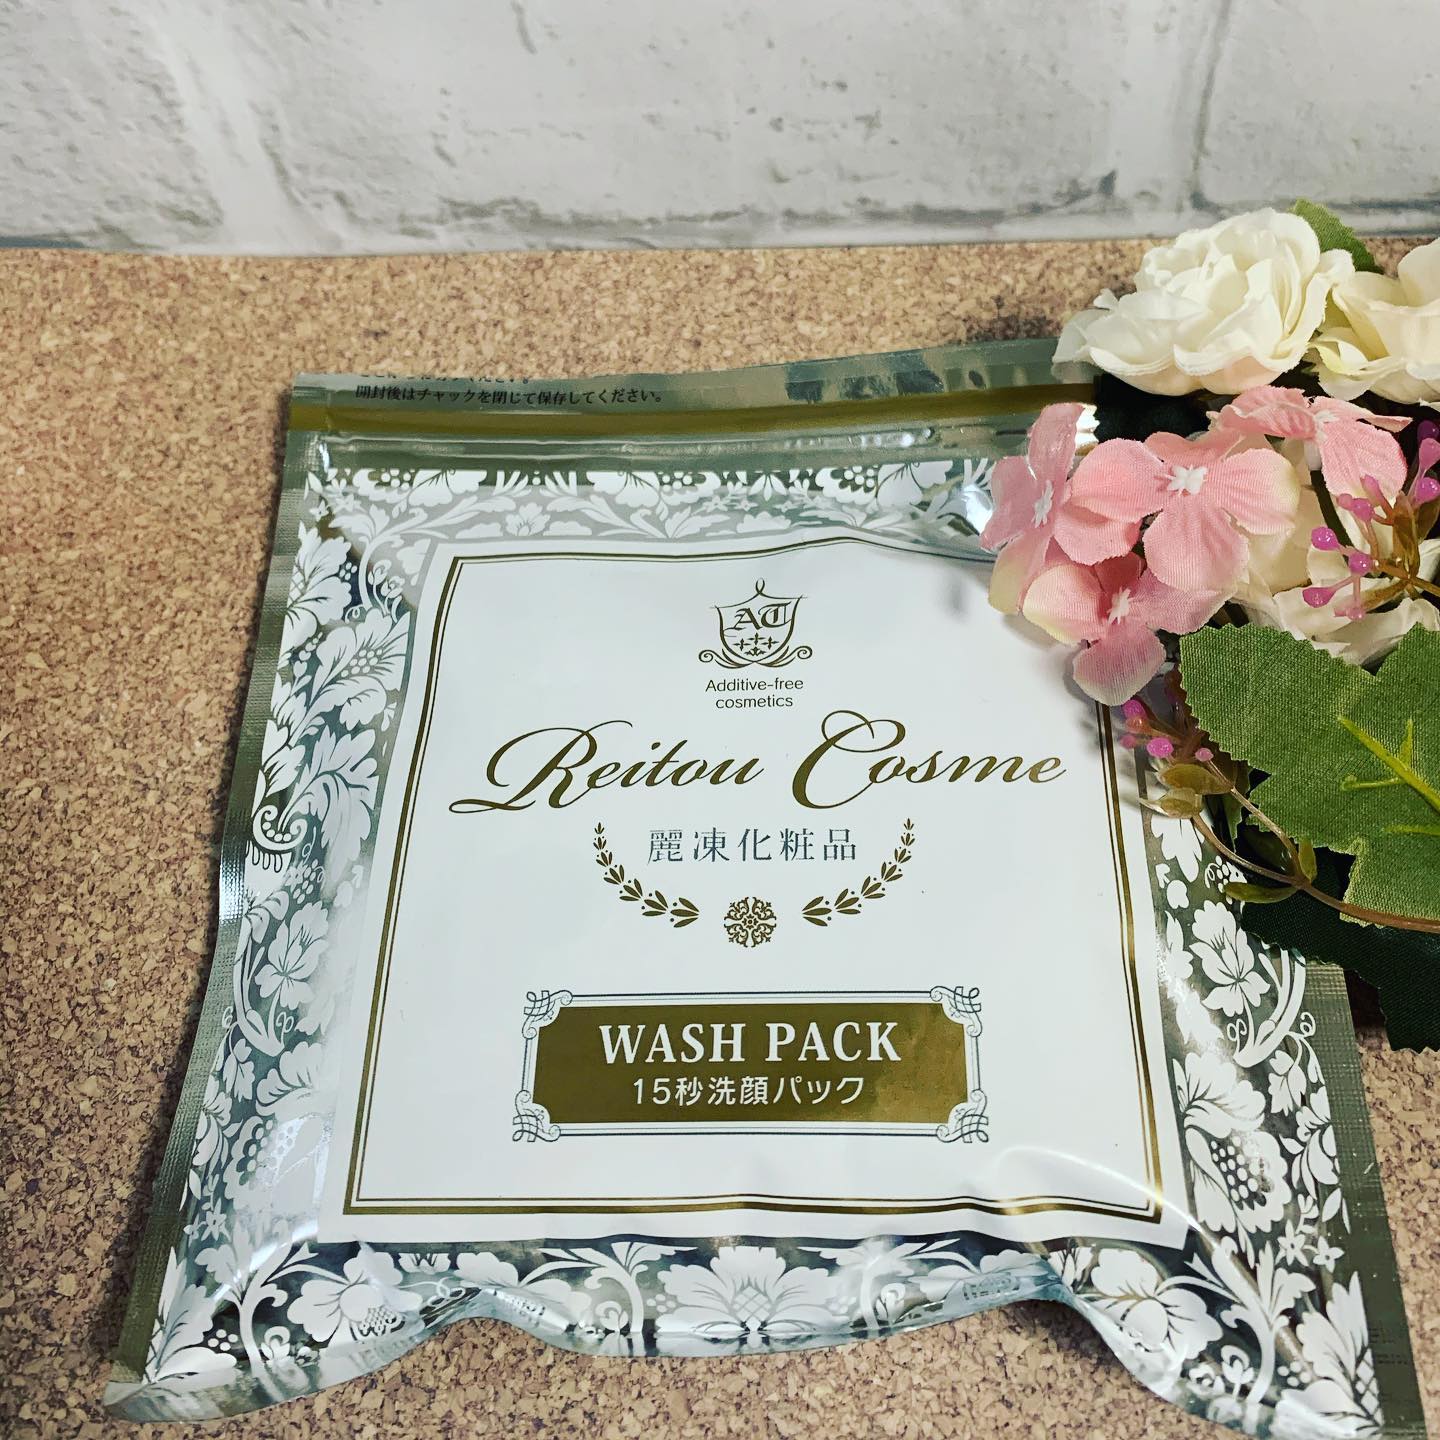 開封後はチャックを閉じて保存してください。
AT
Additive-free
cosmetics
Reitou Cosme
麗凍化粧品
WASH PACK
15秒洗顔パック